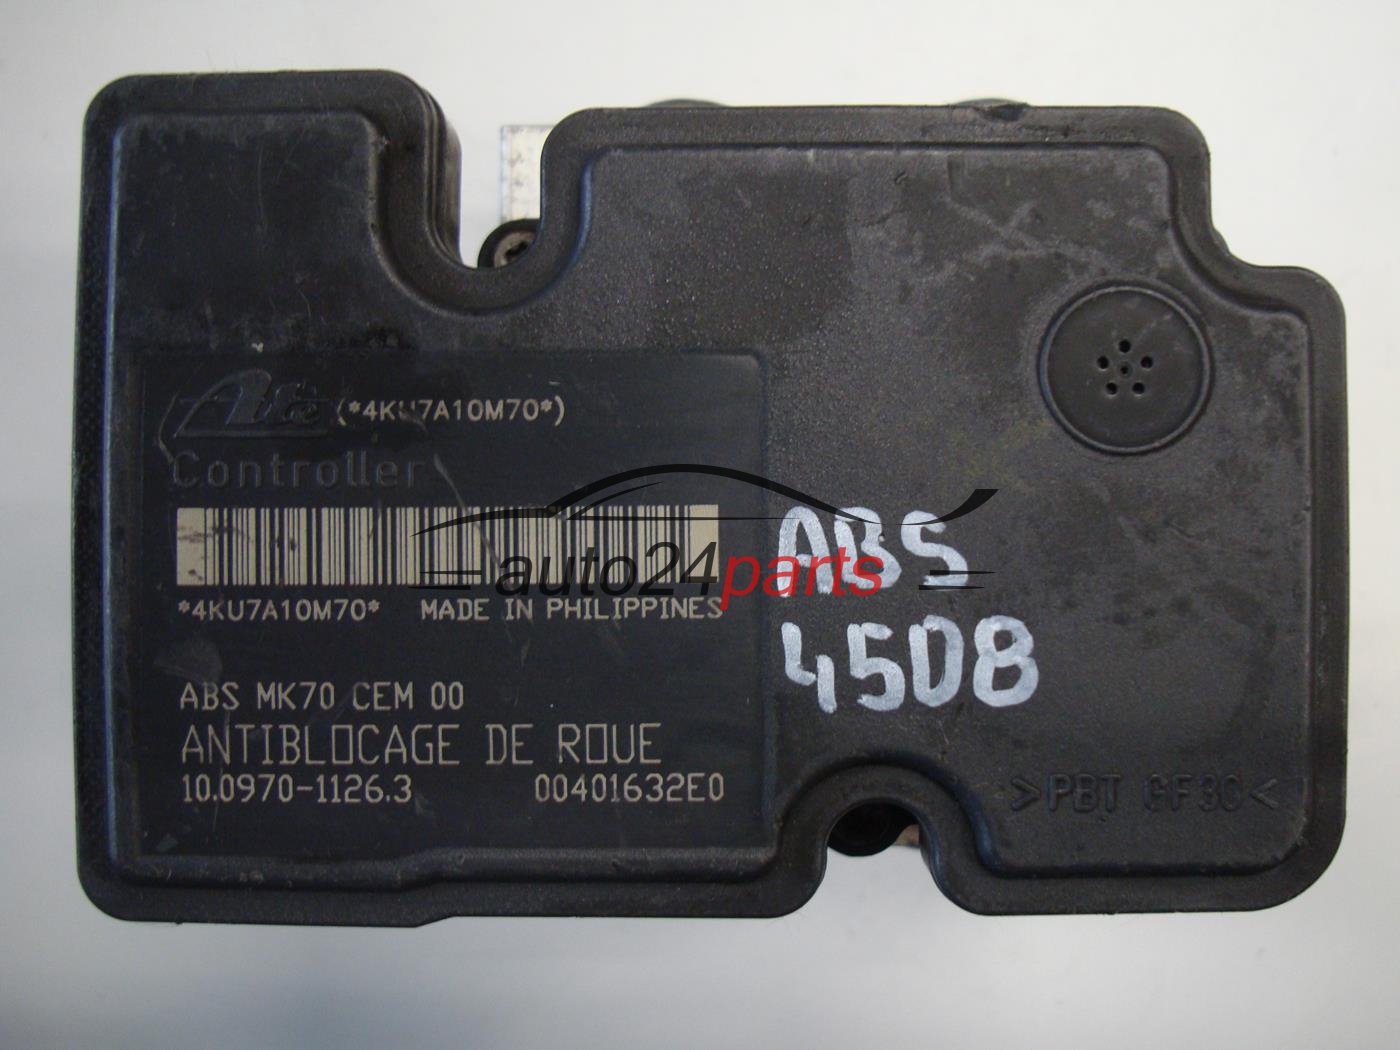 Ate (*4KU7A10M70*)
Controller
*4KU7A10M70* MADE IN PHILIPPINES
ABS MK70 CEM 00
ANTIBLOCAGE DE ROUE
10.0970-1126.3 00401632E0
auto24parts
ABS
4508
>PBT GF30<